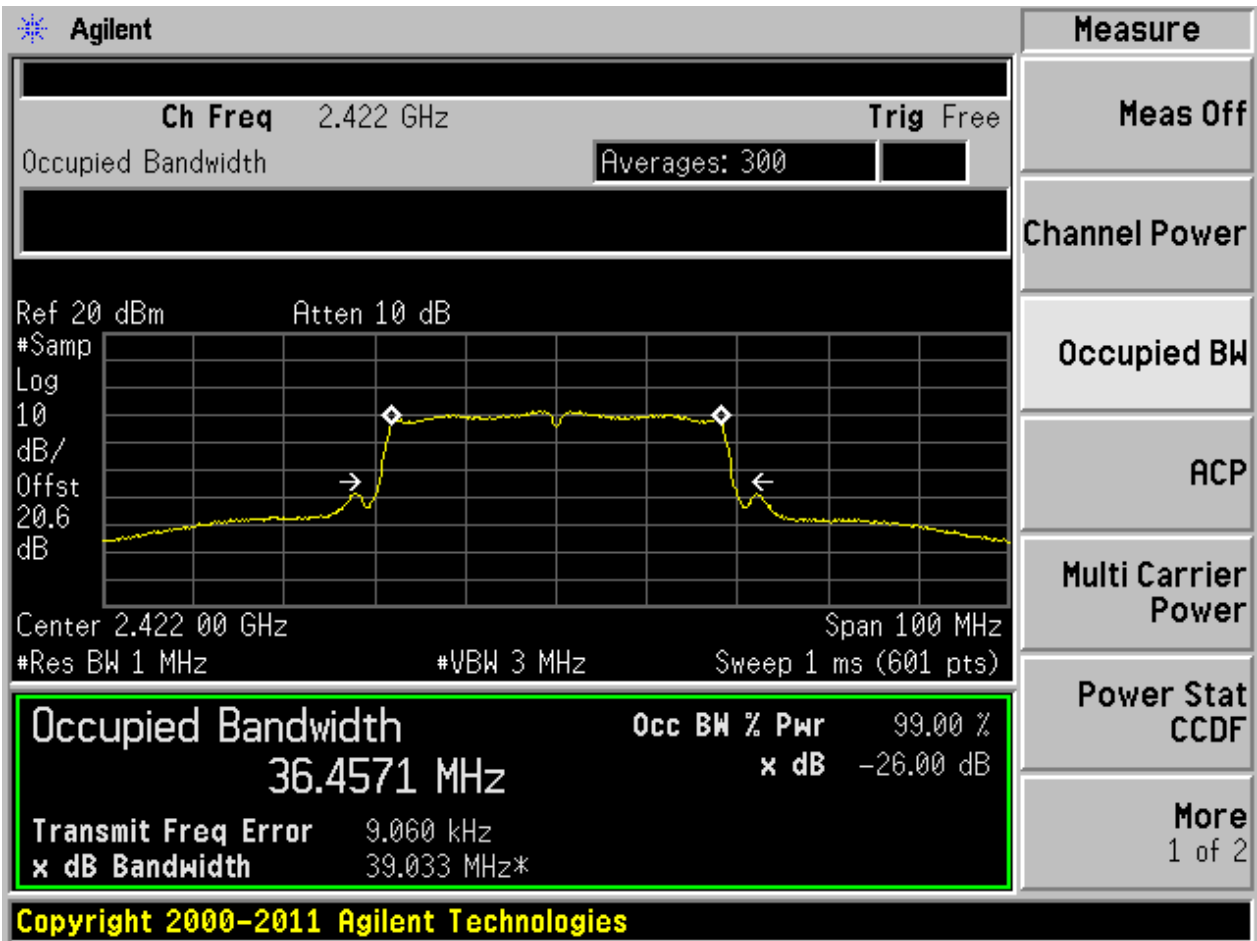 Agilent
Measure
Ch Freq 2.422 GHz Trig Free
Occupied Bandwidth Averages: 300
Meas Off
Channel Power
Occupied BW
ACP
Multi Carrier
Power
Power Stat
CCDF
More
1 of 2
Ref 20 dBm Atten 10 dB
#Samp
Log
10
dB/
Offst
20.6
dB
Center 2.422 00 GHz Span 100 MHz
#Res BW 1 MHz #VBW 3 MHz Sweep 1 ms (601 pts)
Occupied Bandwidth Occ BW % Pwr 99.00 %
36.4571 MHz x dB -26.00 dB
Transmit Freq Error 9.060 kHz
x dB Bandwidth 39.033 MHz*
Copyright 2000-2011 Agilent Technologies